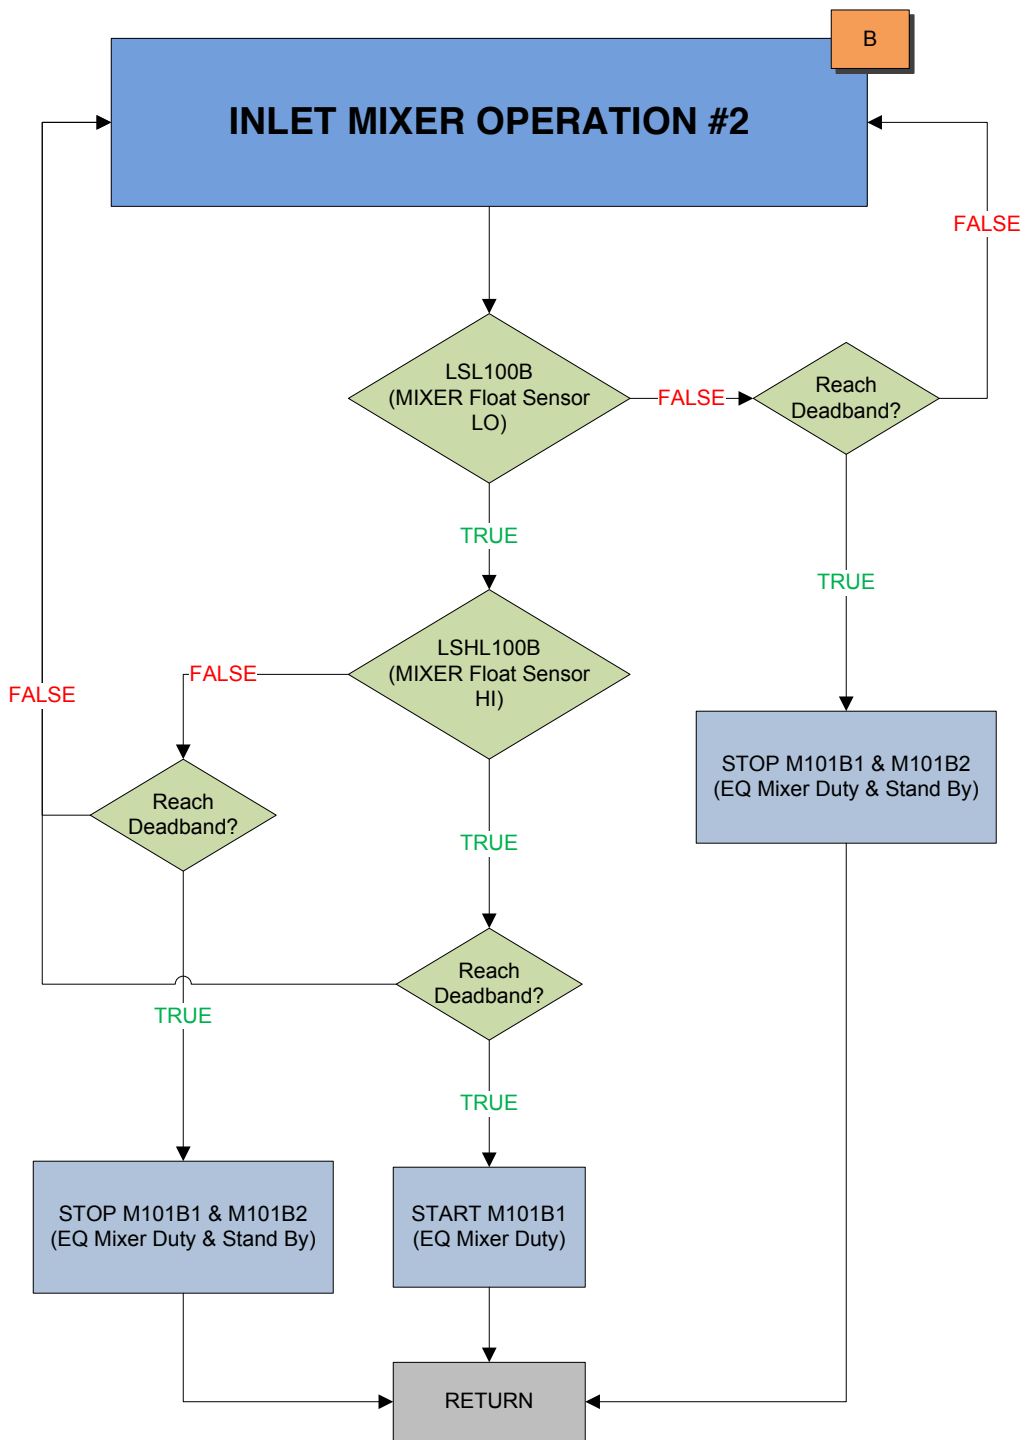 B
INLET MIXER OPERATION #2
FALSE
LSL100B
(MIXER Float Sensor
LO)
FALSE
Reach
Deadband?
TRUE
TRUE
LSHL100B
(MIXER Float Sensor
HI)
FALSE
FALSE
STOP M101B1 & M101B2
(EQ Mixer Duty & Stand By)
Reach
Deadband?
TRUE
Reach
Deadband?
TRUE
TRUE
STOP M101B1 & M101B2
(EQ Mixer Duty & Stand By)
START M101B1
(EQ Mixer Duty)
RETURN